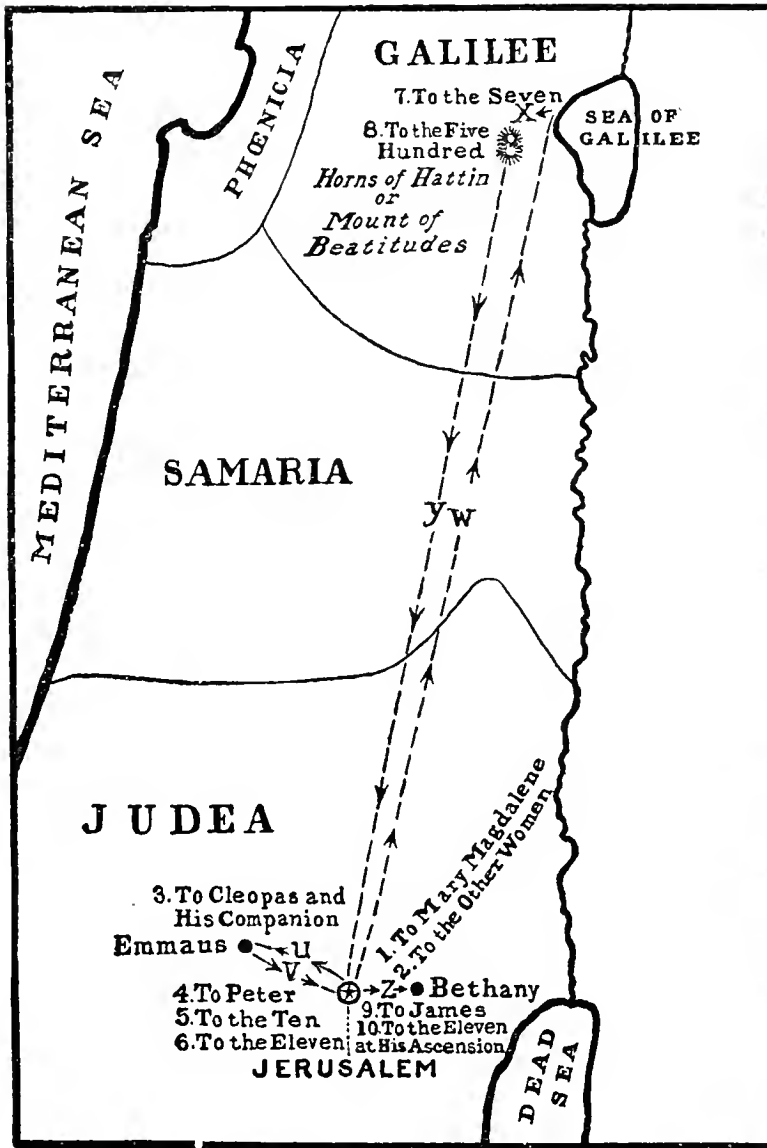 GALILEE
7. To the Seven
X
SEA OF
GALILEE
8. To the Five
Hundred
Horns of Hattin
or
Mount of
Beatitudes
PHŒNICIA
MEDITERRANEAN SEA
SAMARIA
y w
JUDEA
1. To Mary Magdalene
2. To the Other Women
3. To Cleopas and
His Companion
Emmaus
u
V
Z
Bethany
4. To Peter
5. To the Ten
6. To the Eleven
9. To James
10. To the Eleven
at His Ascension
JERUSALEM
DEAD
SEA